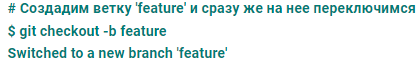 # Создадим ветку 'feature' и сразу же на нее переключимся
$ git checkout -b feature
Switched to a new branch 'feature'